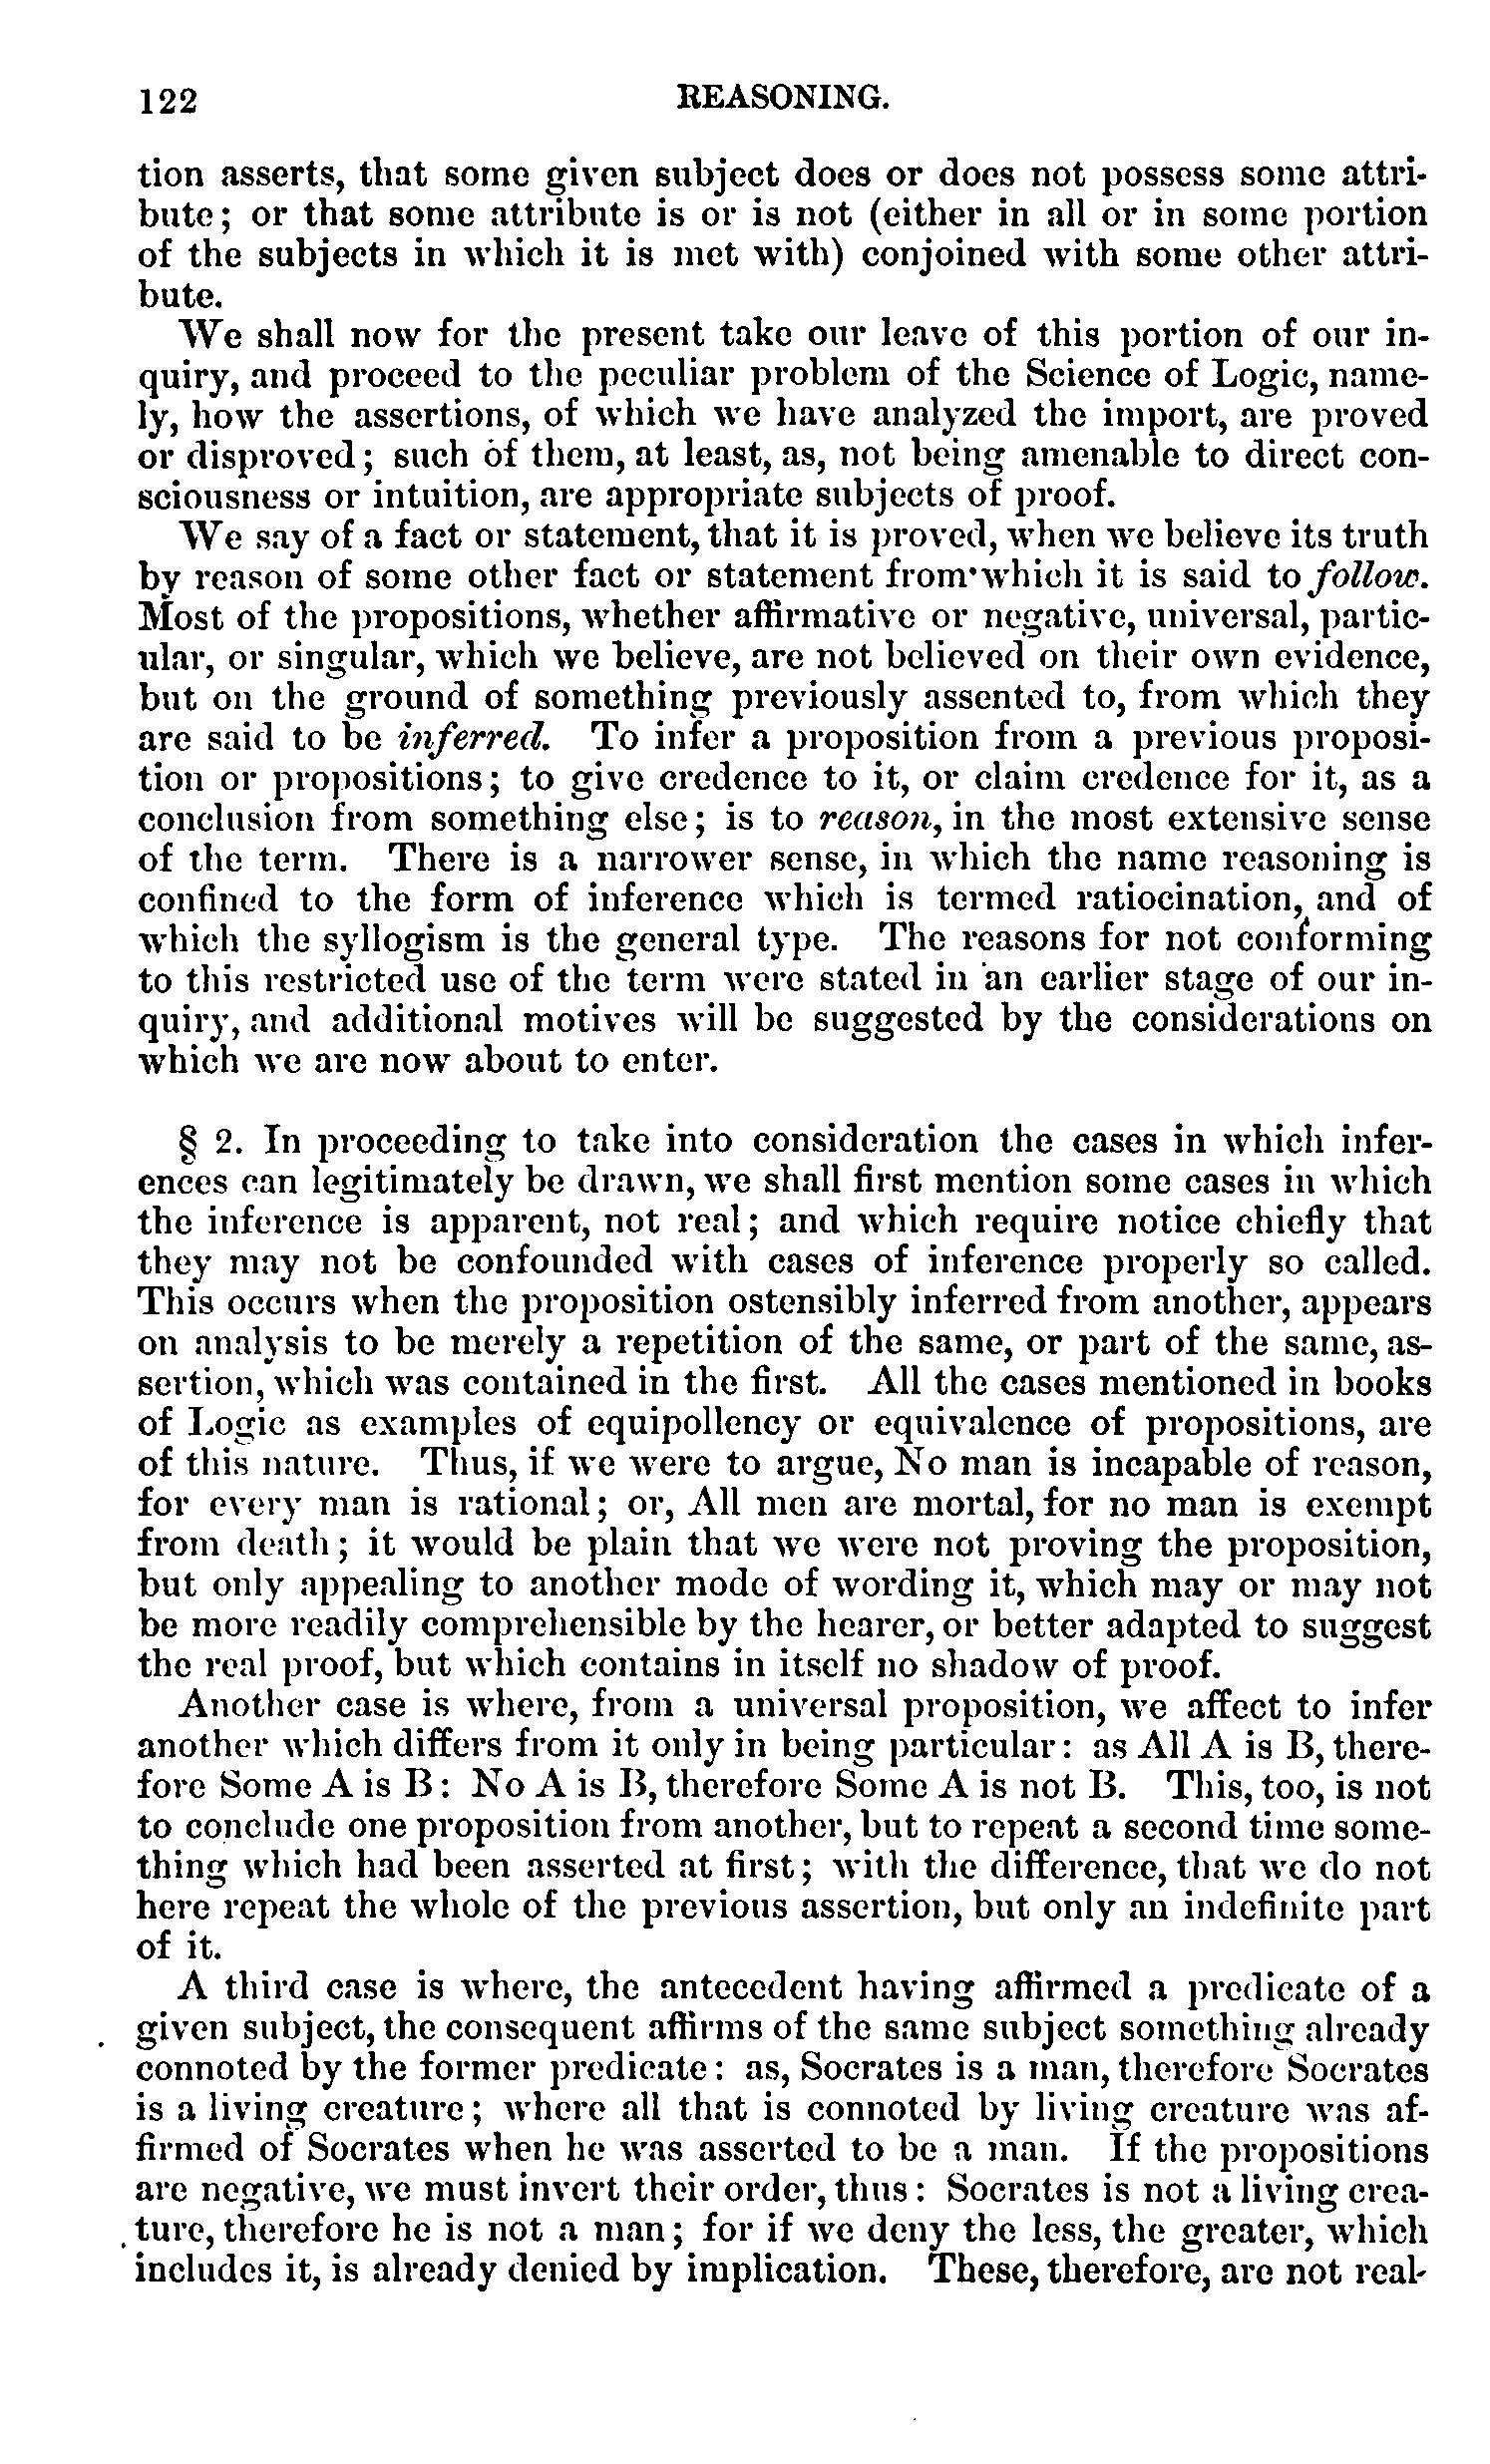 122 REASONING.
tion asserts, that some given subject does or does not possess some attri-
bute; or that some attribute is or is not (either in all or in some portion
of the subjects in which it is met with) conjoined with some other attri-
bute.
We shall now for the present take our leave of this portion of our in-
quiry, and proceed to the peculiar problem of the Science of Logic, name-
ly, how the assertions, of which we have analyzed the import, are proved
or disproved; such of them, at least, as, not being amenable to direct con-
sciousness or intuition, are appropriate subjects of proof.
We say of a fact or statement, that it is proved, when we believe its truth
by reason of some other fact or statement from which it is said to follow.
Most of the propositions, whether affirmative or negative, universal, partic-
ular, or singular, which we believe, are not believed on their own evidence,
but on the ground of something previously assented to, from which they
are said to be inferred. To infer a proposition from a previous proposi-
tion or propositions; to give credence to it, or claim credence for it, as a
conclusion from something else; is to reason, in the most extensive sense
of the term. There is a narrower sense, in which the name reasoning is
confined to the form of inference which is termed ratiocination, and of
which the syllogism is the general type. The reasons for not conforming
to this restricted use of the term were stated in an earlier stage of our in-
quiry, and additional motives will be suggested by the considerations on
which we are now about to enter.
§ 2. In proceeding to take into consideration the cases in which infer-
ences can legitimately be drawn, we shall first mention some cases in which
the inference is apparent, not real; and which require notice chiefly that
they may not be confounded with cases of inference properly so called.
This occurs when the proposition ostensibly inferred from another, appears
on analysis to be merely a repetition of the same, or part of the same, as-
sertion, which was contained in the first. All the cases mentioned in books
of Logic as examples of equipollency or equivalence of propositions, are
of this nature. Thus, if we were to argue, No man is incapable of reason,
for every man is rational; or, All men are mortal, for no man is exempt
from death; it would be plain that we were not proving the proposition,
but only appealing to another mode of wording it, which may or may not
be more readily comprehensible by the hearer, or better adapted to suggest
the real proof, but which contains in itself no shadow of proof.
Another case is where, from a universal proposition, we affect to infer
another which differs from it only in being particular: as All A is B, there-
fore Some A is B: No A is B, therefore Some A is not B. This, too, is not
to conclude one proposition from another, but to repeat a second time some-
thing which had been asserted at first; with the difference, that we do not
here repeat the whole of the previous assertion, but only an indefinite part
of it.
A third case is where, the antecedent having affirmed a predicate of a
given subject, the consequent affirms of the same subject something already
connoted by the former predicate: as, Socrates is a man, therefore Socrates
is a living creature; where all that is connoted by living creature was af-
firmed of Socrates when he was asserted to be a man. If the propositions
are negative, we must invert their order, thus: Socrates is not a living crea-
ture, therefore he is not a man; for if we deny the less, the greater, which
includes it, is already denied by implication. These, therefore, are not real-